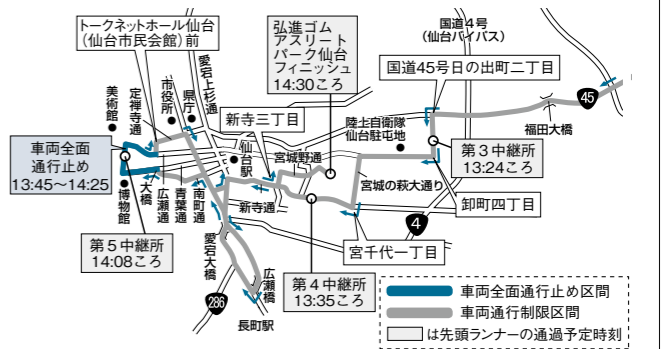 トークネットホール仙台
(仙台市民会館)前
弘進ゴム
アスリート
パーク仙台
フィニッシュ
14:30ころ
国道4号
(仙台バイパス)
国道45号日の出町二丁目
45
福田大橋
美術館
定禅寺通
市役所
県庁
愛宕上杉通
新寺三丁目
陸上自衛隊
仙台駐屯地
車両全面
通行止め
13:45〜14:25
仙台駅
宮城野通
第3中継所
13:24ころ
博物館
大橋
広瀬通
青葉通
南町通
新寺通
宮城の萩大通り
卸町四丁目
4
第5中継所
14:08ころ
愛宕大橋
広瀬橋
第4中継所
13:35ころ
宮千代一丁目
286
長町駅
車両全面通行止め区間
車両通行制限区間
は先頭ランナーの通過予定時刻